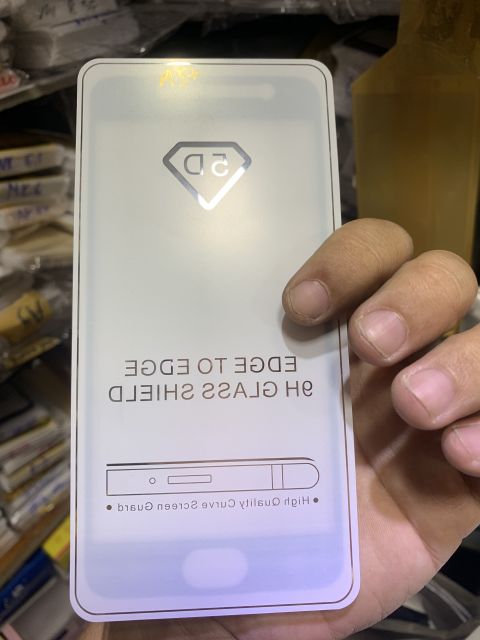 5D
EDGE TO EDGE
9H GLASS SHIELD
• High Quality Curve Screen Guard •